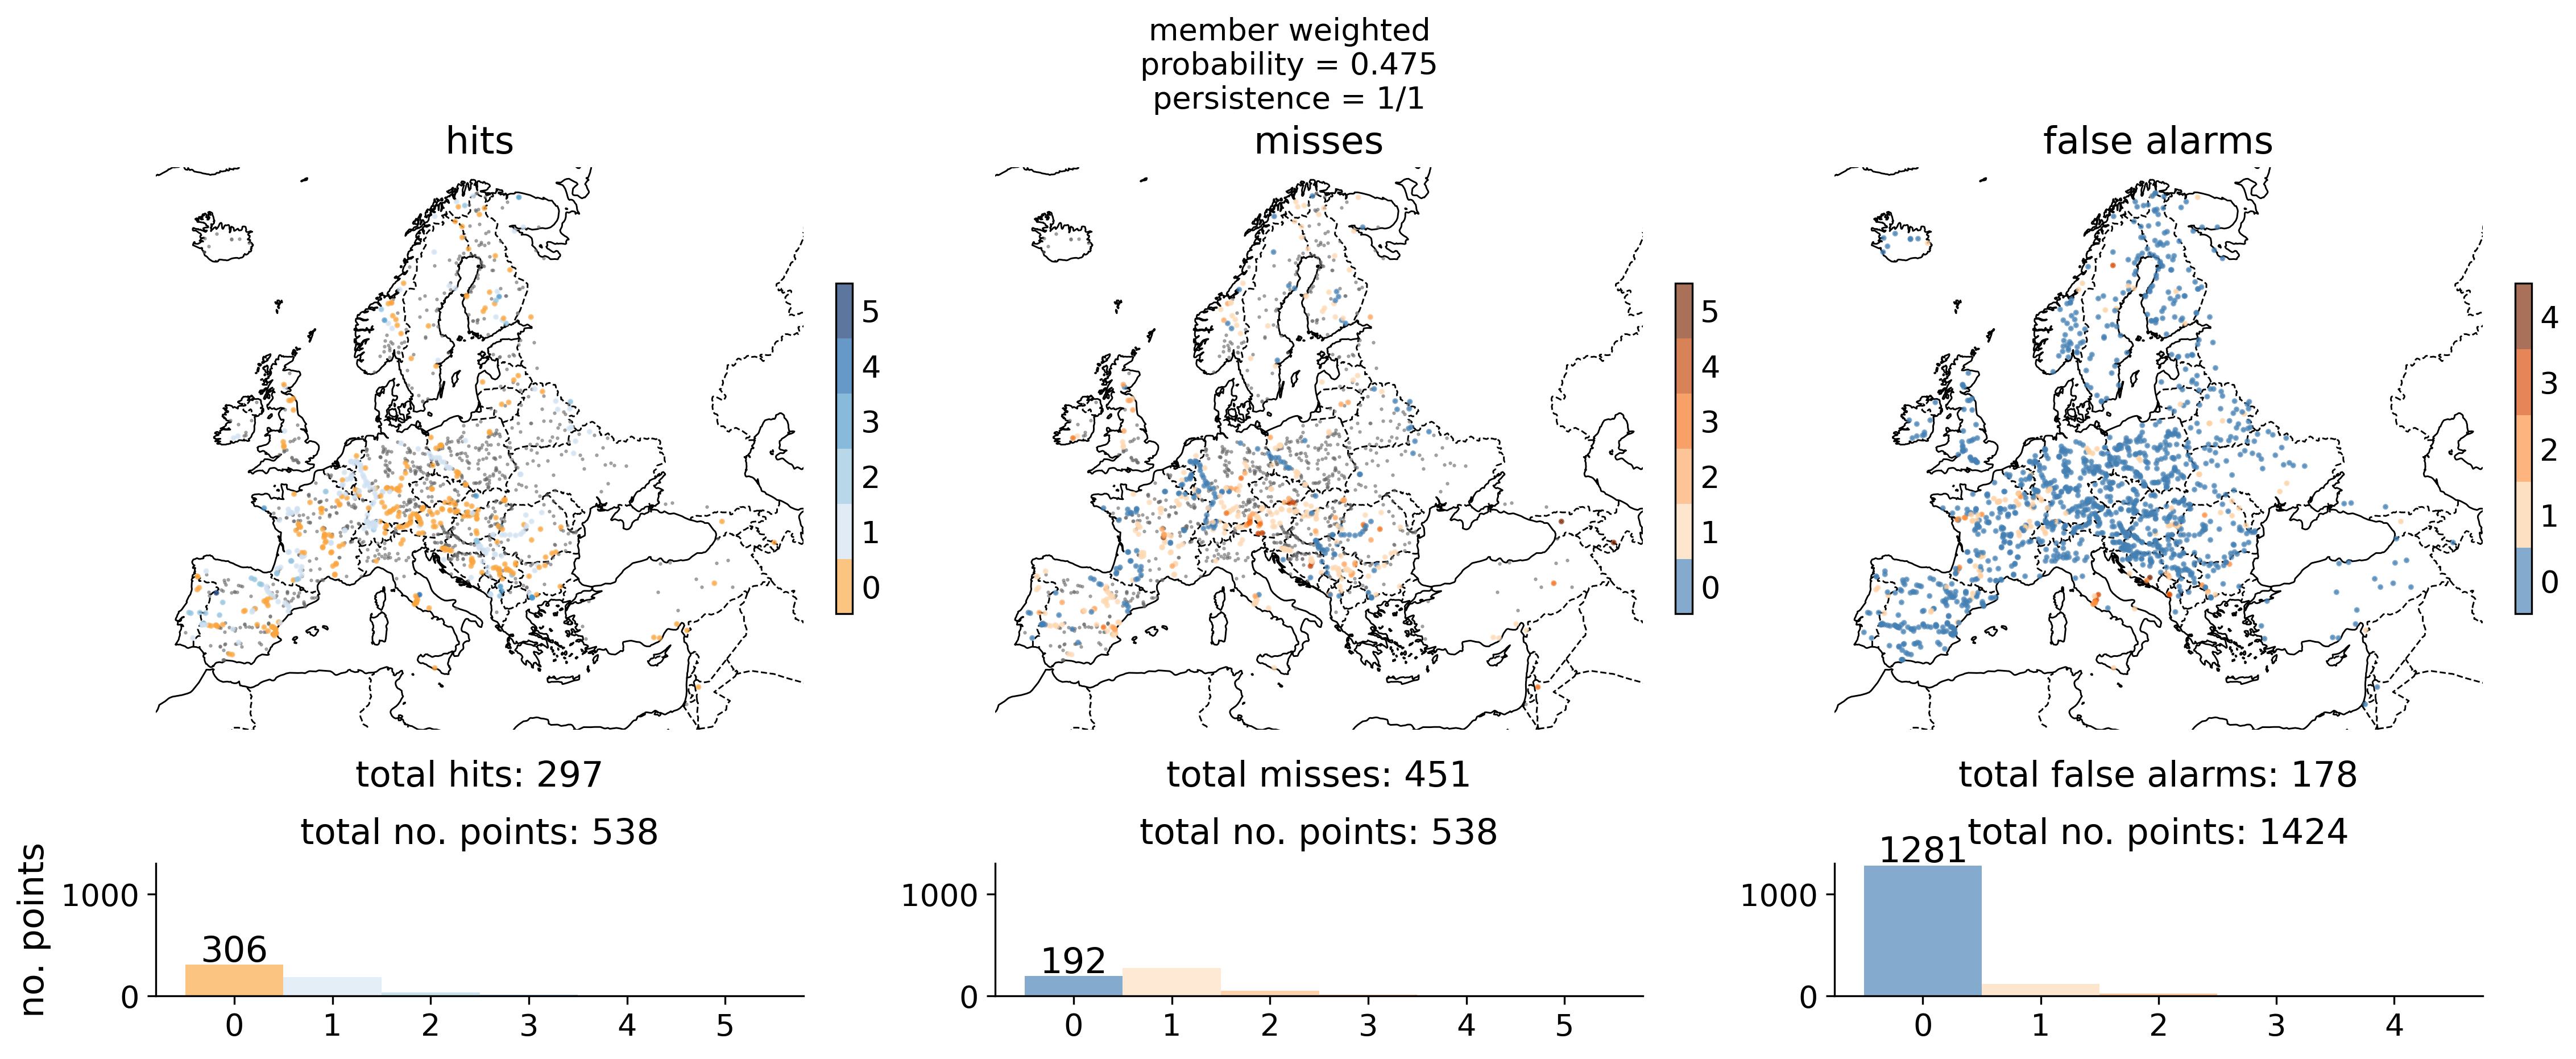 member weighted
probability = 0.475
persistence = 1/1
hits
misses
false alarms
5
4
3
2
1
0
5
4
3
2
1
0
4
3
2
1
0
total hits: 297
total misses: 451
total false alarms: 178
total no. points: 538
total no. points: 538
total no. points: 1424
no. points
1000
0
306
0 1 2 3 4 5
1000
0
192
0 1 2 3 4 5
1000
0
1281
0 1 2 3 4